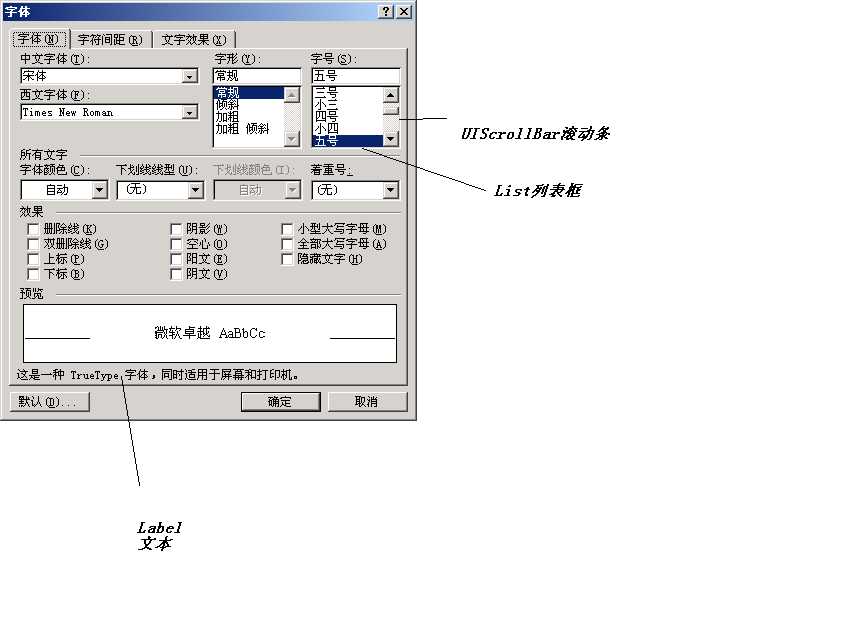 字体
字体(N) 字符间距(R) 文字效果(X)
中文字体(T): 字形(Y): 字号(S):
宋体 常规 五号
西文字体(F):
Times New Roman
常规
倾斜
加粗
加粗 倾斜
三号
小三
四号
小四
五号
UIScrollBar滚动条
List列表框
所有文字
字体颜色(C): 下划线线型(U): 下划线颜色(I): 着重号:
自动 (无) 自动 (无)
效果
删除线(K) 阴影(W) 小型大写字母(M)
双删除线(G) 空心(O) 全部大写字母(A)
上标(P) 阳文(E) 隐藏文字(H)
下标(B) 阴文(V)
预览
微软卓越 AaBbCc
这是一种 TrueType 字体，同时适用于屏幕和打印机。
默认(D)... 确定 取消
Label
文本